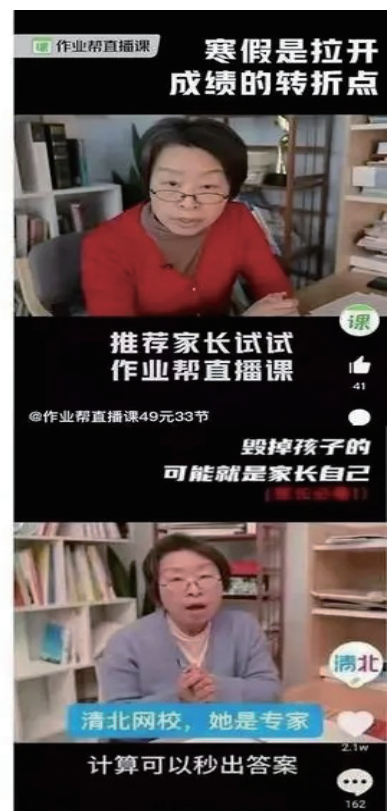 课 作业帮直播课
寒假是拉开
成绩的转折点
课
推荐家长试试
作业帮直播课
41
@作业帮直播课49元33节
毁掉孩子的
可能就是家长自己
清北
清北网校，她是专家
2.1w
计算可以秒出答案
162